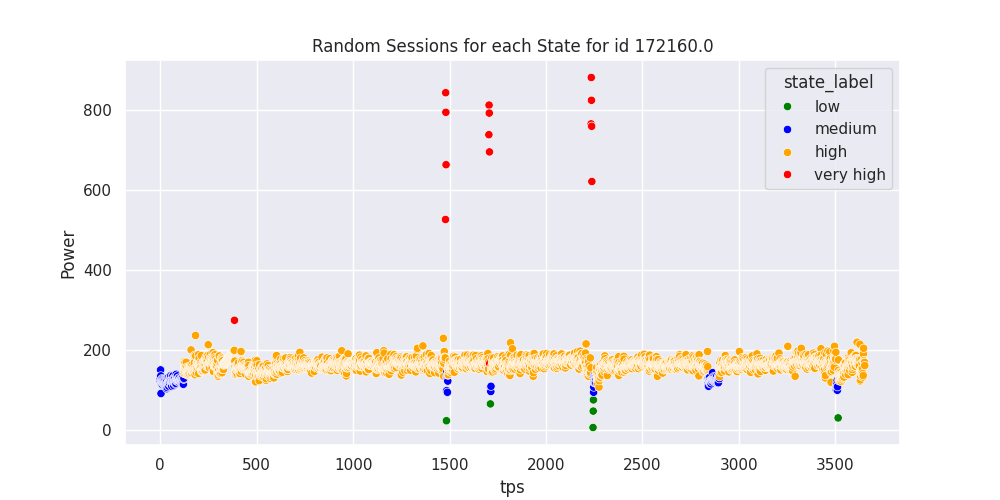 Random Sessions for each State for id 172160.0
state_label
low
medium
high
very high
Power
800
600
400
200
0
0 500 1000 1500 2000 2500 3000 3500
tps